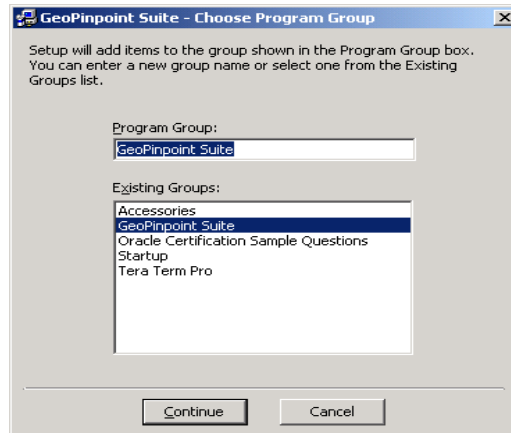 GeoPinpoint Suite - Choose Program Group
Setup will add items to the group shown in the Program Group box.
You can enter a new group name or select one from the Existing
Groups list.
Program Group:
GeoPinpoint Suite
Existing Groups:
Accessories
GeoPinpoint Suite
Oracle Certification Sample Questions
Startup
Tera Term Pro
Continue
Cancel